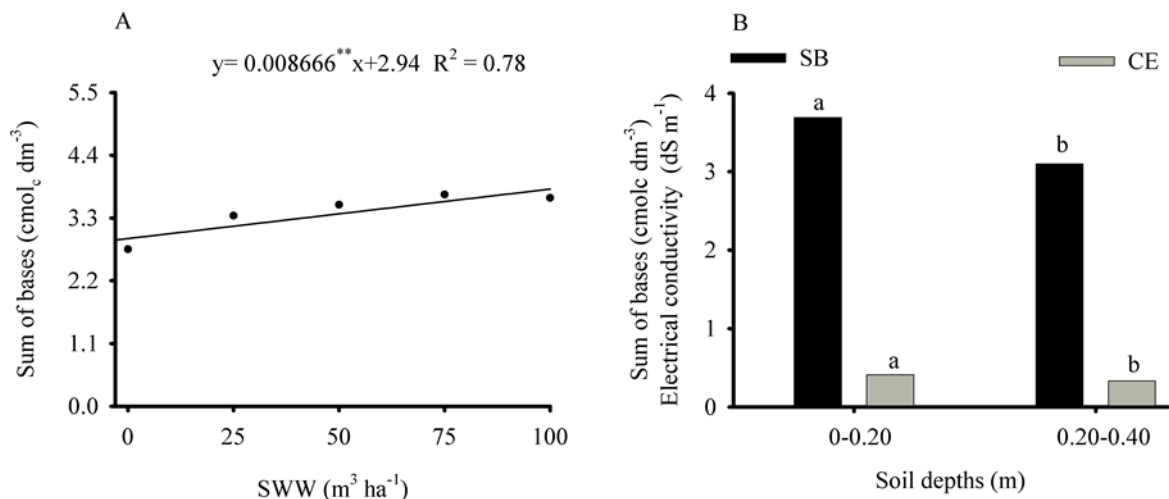 A
y= 0.008666**x+2.94 R² = 0.78
Sum of bases (cmolc dm⁻³)
5.5
4.4
3.3
2.2
1.1
0.0
0 25 50 75 100
SWW (m³ ha⁻¹)
B
SB CE
Sum of bases (cmolc dm⁻³)
Electrical conductivity (dS m⁻¹)
4
3
2
1
0
a
b
a
b
0-0.20 0.20-0.40
Soil depths (m)